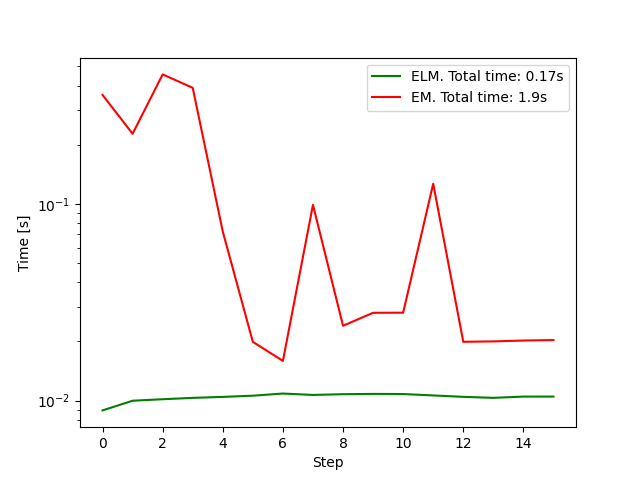 ELM. Total time: 0.17s
EM. Total time: 1.9s
10⁻¹
10⁻²
Time [s]
0 2 4 6 8 10 12 14
Step